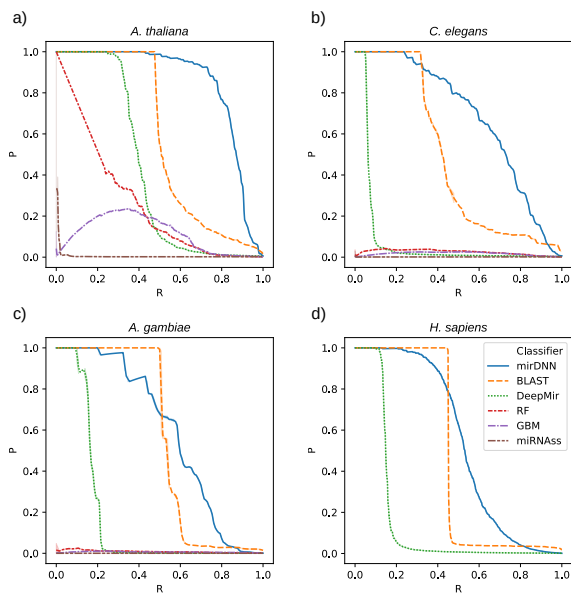 a)
A. thaliana
1.0
0.8
0.6
0.4
0.2
0.0
P
0.0 0.2 0.4 0.6 0.8 1.0
R
b)
C. elegans
1.0
0.8
0.6
0.4
0.2
0.0
P
0.0 0.2 0.4 0.6 0.8 1.0
R
c)
A. gambiae
1.0
0.8
0.6
0.4
0.2
0.0
P
0.0 0.2 0.4 0.6 0.8 1.0
R
d)
H. sapiens
1.0
0.8
0.6
0.4
0.2
0.0
P
0.0 0.2 0.4 0.6 0.8 1.0
R
Classifier
mirDNN
BLAST
DeepMir
RF
GBM
miRNAss